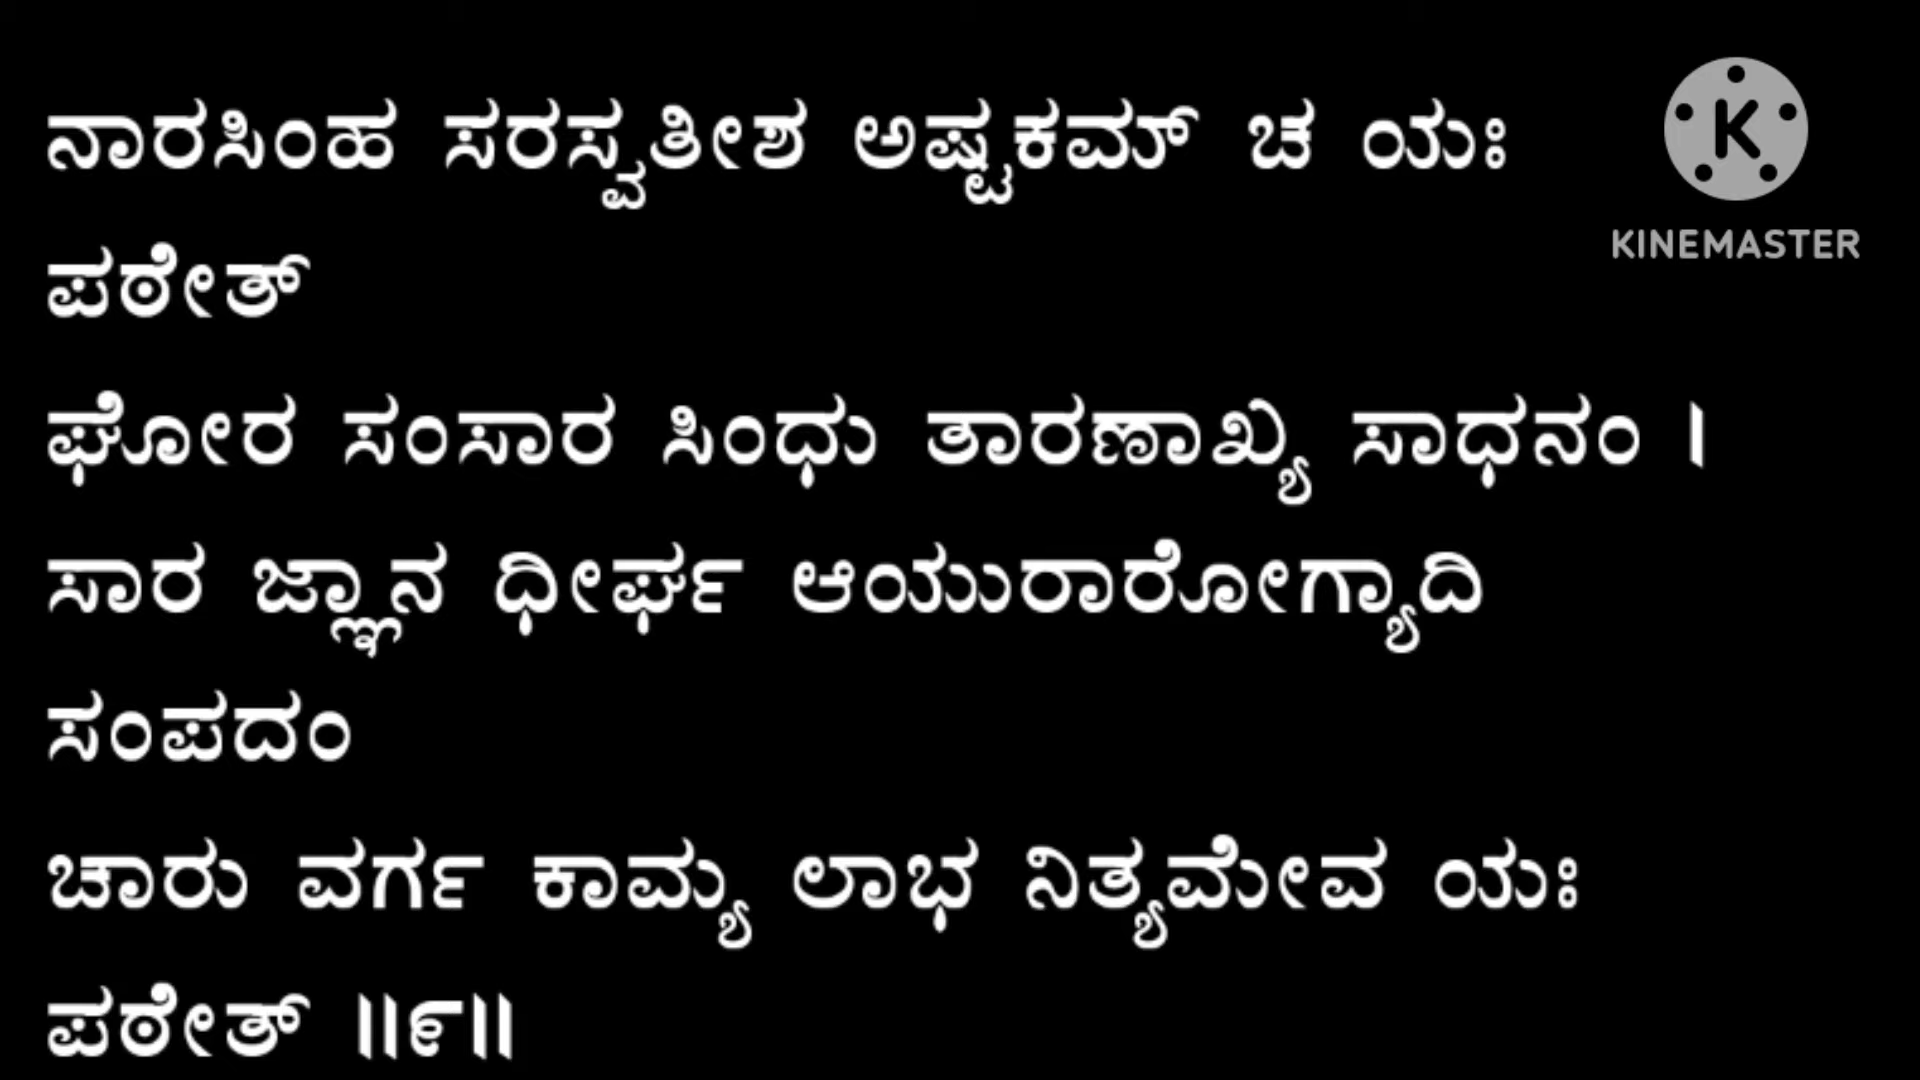 ನಾರಸಿಂಹ ಸರಸ್ವತೀಶ ಅಷ್ಟಕಮ್ ಚ ಯಃ
ಪಠೇತ್
ಘೋರ ಸಂಸಾರ ಸಿಂಧು ತಾರಣಾಖ್ಯ ಸಾಧನಂ ।
ಸಾರ ಜ್ಞಾನ ಧೀರ್ಘ ಆಯುರಾರೋಗ್ಯಾದಿ
ಸಂಪದಂ
ಚಾರು ವರ್ಗ ಕಾಮ್ಯ ಲಾಭ ನಿತ್ಯಮೇವ ಯಃ
ಪಠೇತ್ ॥೯॥
K
KINEMASTER